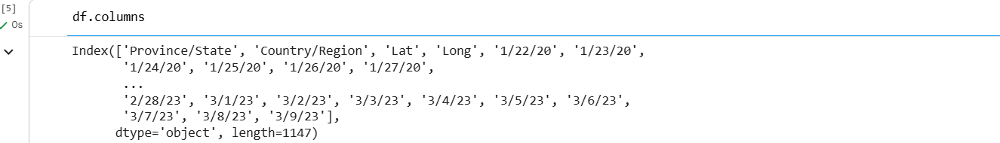 [5]
0s
df.columns
Index(['Province/State', 'Country/Region', 'Lat', 'Long', '1/22/20', '1/23/20',
'1/24/20', '1/25/20', '1/26/20', '1/27/20',
...
'2/28/23', '3/1/23', '3/2/23', '3/3/23', '3/4/23', '3/5/23', '3/6/23',
'3/7/23', '3/8/23', '3/9/23'],
dtype='object', length=1147)